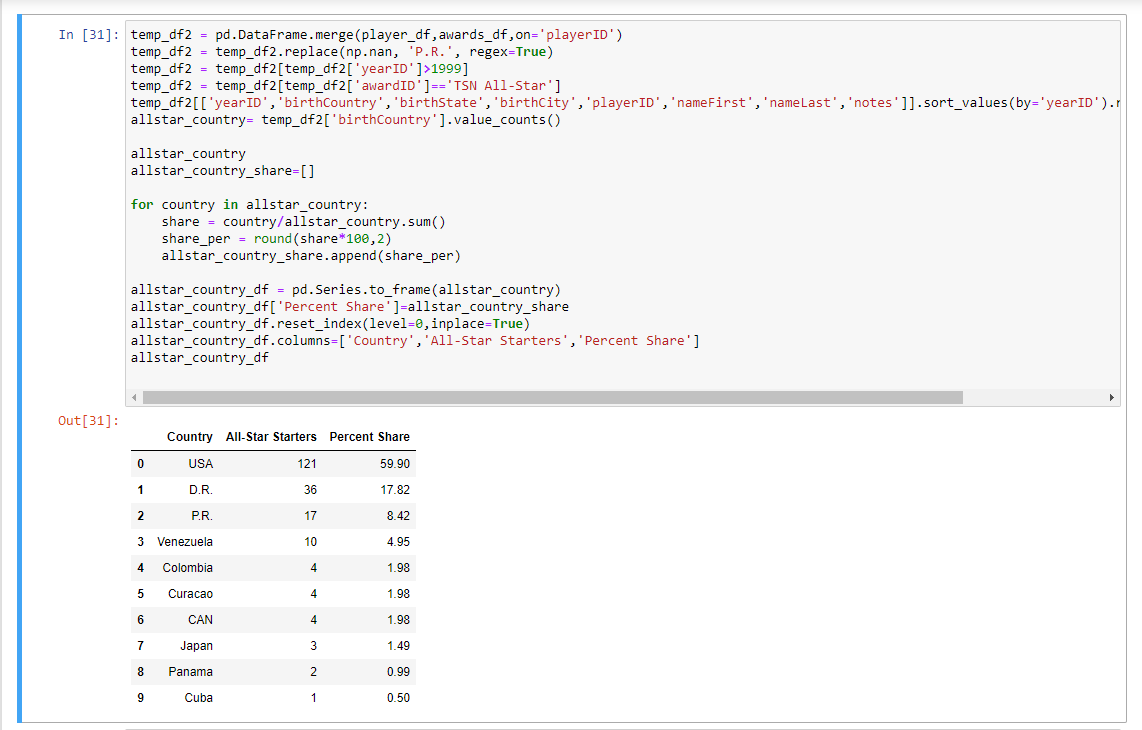 In [31]: temp_df2 = pd.DataFrame.merge(player_df,awards_df,on='playerID')
temp_df2 = temp_df2.replace(np.nan, 'P.R.', regex=True)
temp_df2 = temp_df2[temp_df2['yearID']>1999]
temp_df2 = temp_df2[temp_df2['awardID']=='TSN All-Star']
temp_df2[['yearID','birthCountry','birthState','birthCity','playerID','nameFirst','nameLast','notes']].sort_values(by='yearID').r
allstar_country= temp_df2['birthCountry'].value_counts()
allstar_country
allstar_country_share=[]
for country in allstar_country:
    share = country/allstar_country.sum()
    share_per = round(share*100,2)
    allstar_country_share.append(share_per)
allstar_country_df = pd.Series.to_frame(allstar_country)
allstar_country_df['Percent Share']=allstar_country_share
allstar_country_df.reset_index(level=0,inplace=True)
allstar_country_df.columns=['Country','All-Star Starters','Percent Share']
allstar_country_df
Out[31]:
Country All-Star Starters Percent Share
0 USA 121 59.90
1 D.R. 36 17.82
2 P.R. 17 8.42
3 Venezuela 10 4.95
4 Colombia 4 1.98
5 Curacao 4 1.98
6 CAN 4 1.98
7 Japan 3 1.49
8 Panama 2 0.99
9 Cuba 1 0.50